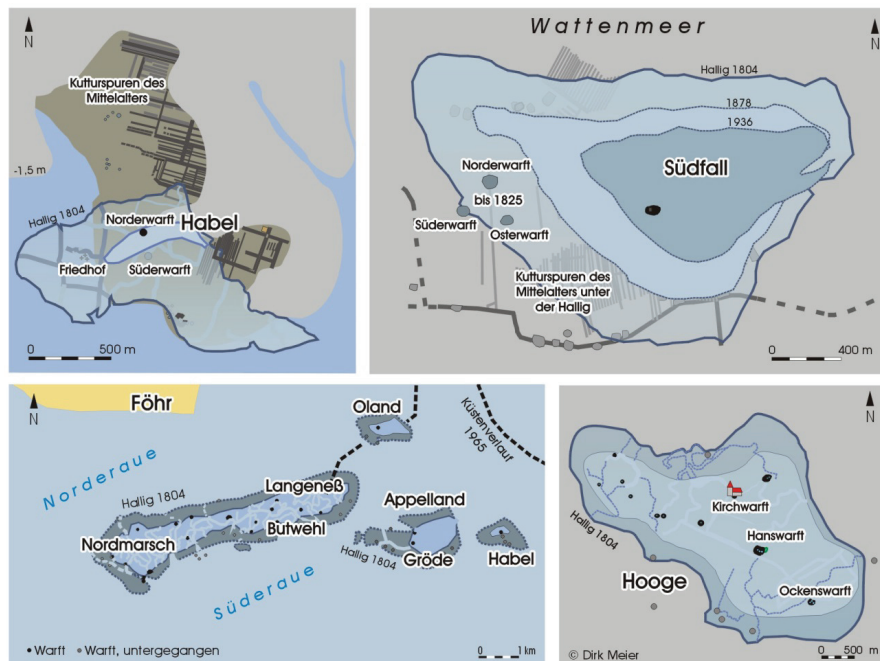 N
Kutturspuren des
Mittelalters
-1,5 m
Hallig 1804
Norderwarft
Habel
Friedhof
Süderwarft
0 500 m
Wattenmeer
N
Hallig 1804
1878
1936
Südfall
Norderwarft
bis 1825
Süderwarft
Osterwarft
Kutturspuren des
Mittelalters unter
der Hallig
0 400 m
Föhr
N
Norderaue
Oland
Küstenverlauf
1965
Hallig 1804
Langeneß
Appelland
Nordmarsch
Butwehl
Hallig 1804
Gröde
Habel
Süderaue
Warft
Warft, untergegangen
0 1 km
N
Kirchwarft
Hallig 1804
Hanswarft
Hooge
Ockenswarft
© Dirk Meier
0 500 m